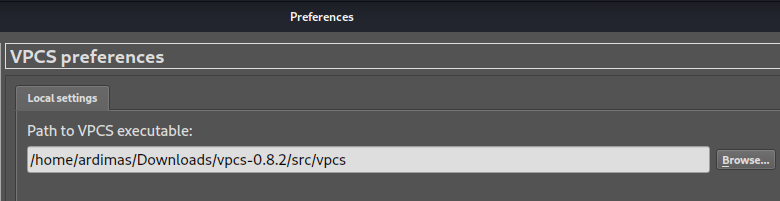 Preferences
VPCS preferences
Local settings
Path to VPCS executable:
/home/ardimas/Downloads/vpcs-0.8.2/src/vpcs
Browse...